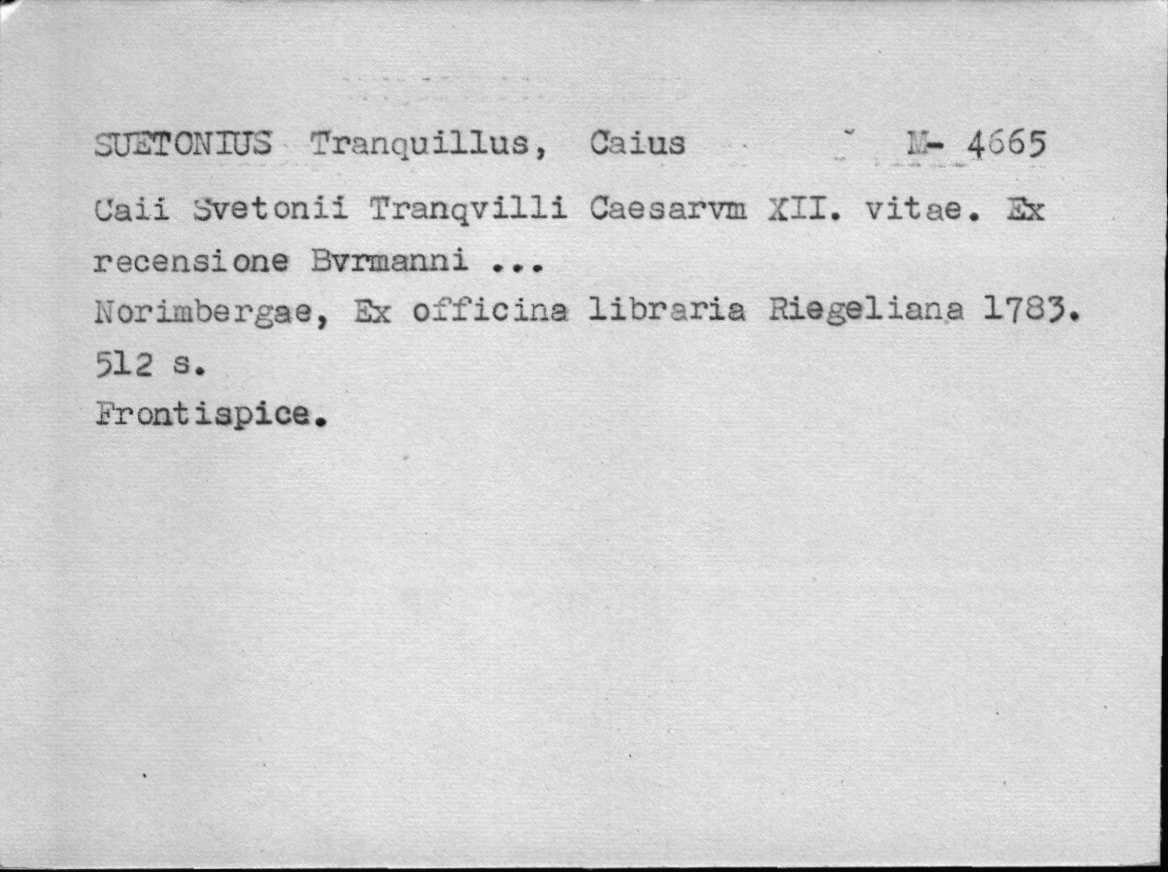 SUETONIUS Tranquillus, Caius M- 4665
Caii Svetonii Tranqvilli Caesarvm XII. vitae. Ex
recensione Bvrmanni ...
Norimbergae, Ex officina libraria Riegeliana 1783.
512 s.
Frontispice.